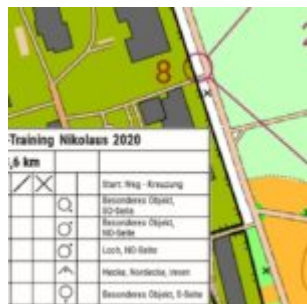 8
-Training Nikolaus 2020
,6 km
Start: Weg - Kreuzung
Besonderes Objekt,
SO-Seite
Besonderes Objekt,
NO-Seite
Loch, NO-Seite
Hecke, Nordecke, innen
Besonderes Objekt, S-Seite